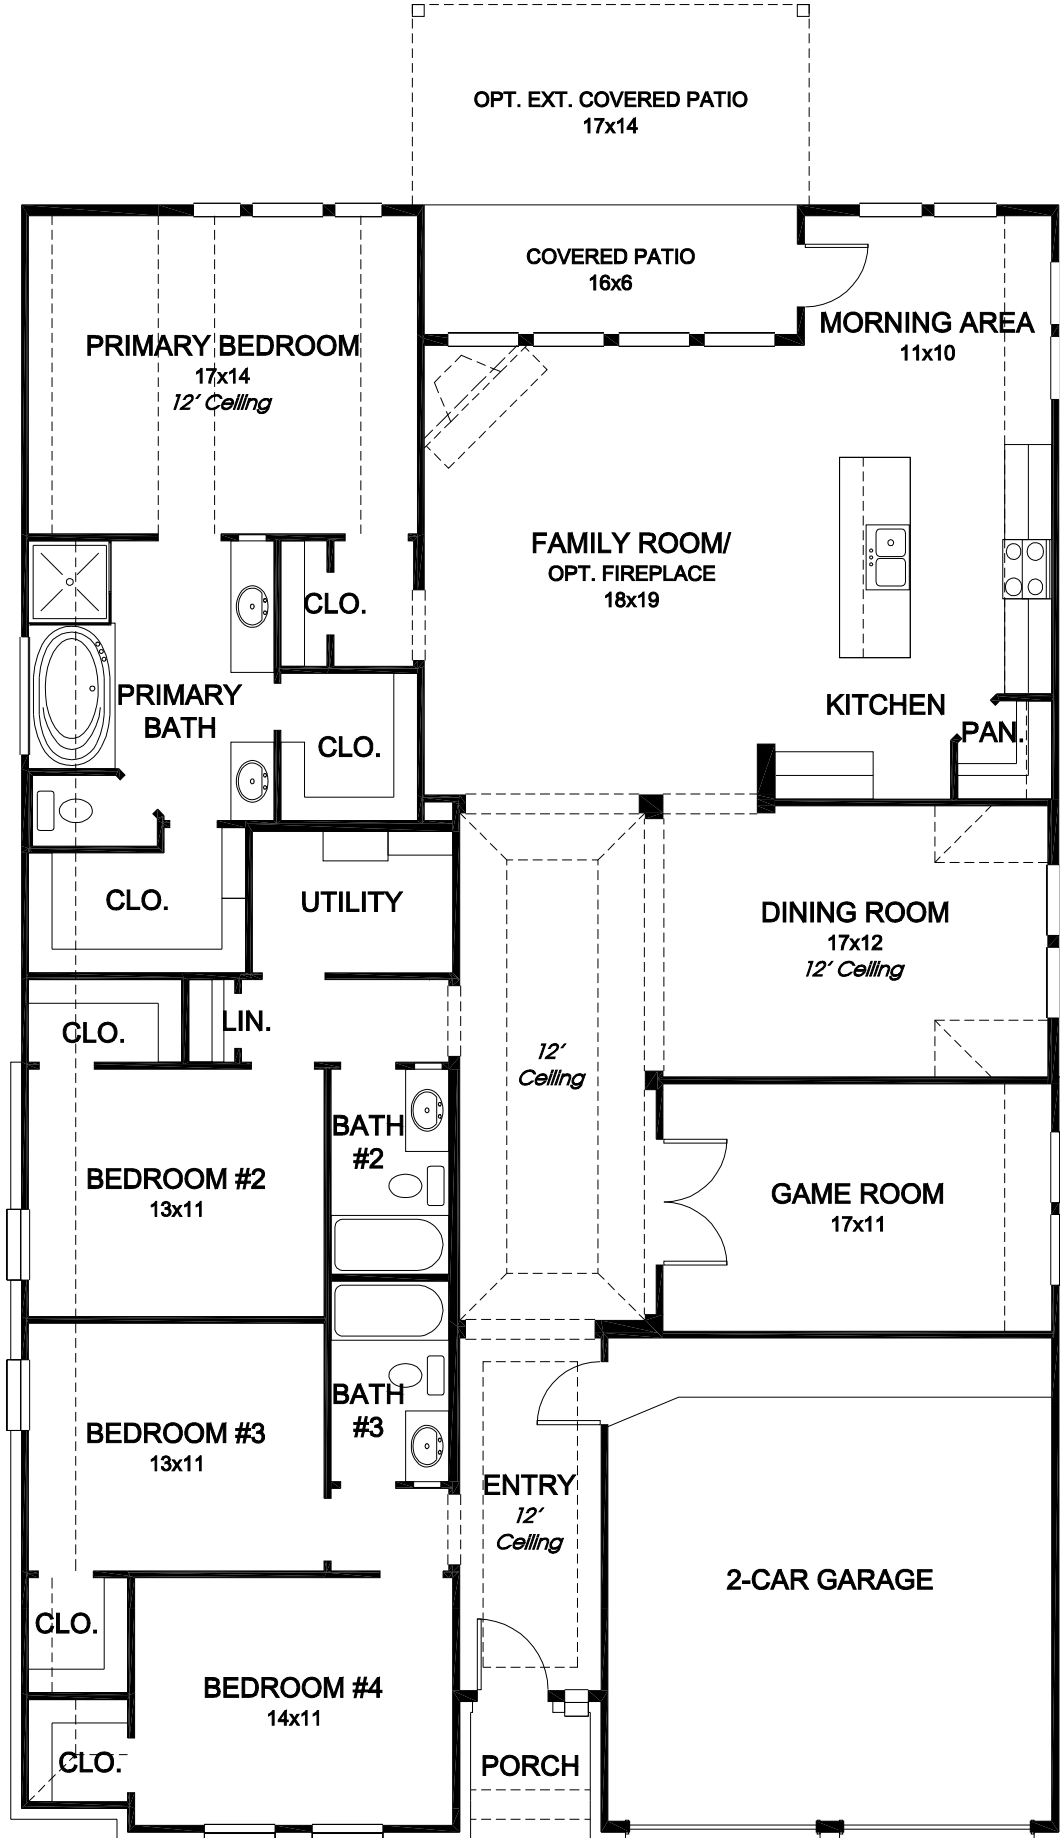 OPT. EXT. COVERED PATIO
17x14
COVERED PATIO
16x6
MORNING AREA
11x10
PRIMARY BEDROOM
17x14
12' Ceiling
FAMILY ROOM/
OPT. FIREPLACE
18x19
CLO.
PRIMARY
BATH
CLO.
KITCHEN
PAN.
CLO.
UTILITY
DINING ROOM
17x12
12' Ceiling
CLO.
LIN.
12'
Ceiling
BATH
#2
BEDROOM #2
13x11
GAME ROOM
17x11
BATH
#3
BEDROOM #3
13x11
ENTRY
12'
Ceiling
2-CAR GARAGE
CLO.
BEDROOM #4
14x11
CLO.
PORCH